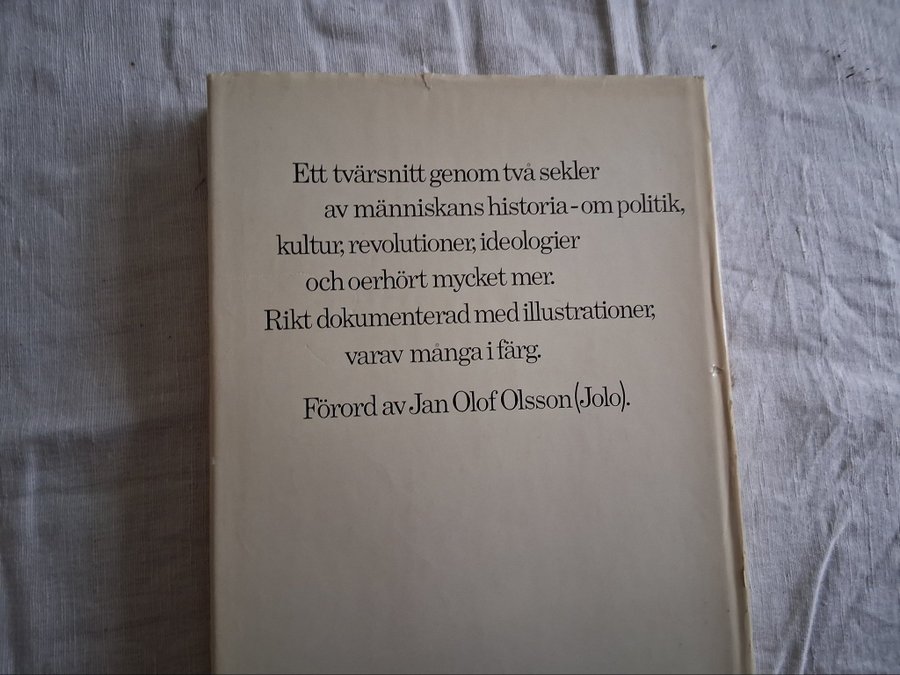 Ett tvärsnitt genom två sekler
av människans historia - om politik,
kultur, revolutioner, ideologier
och oerhört mycket mer.
Rikt dokumenterad med illustrationer,
varav många i färg.
Förord av Jan Olof Olsson (Jolo).